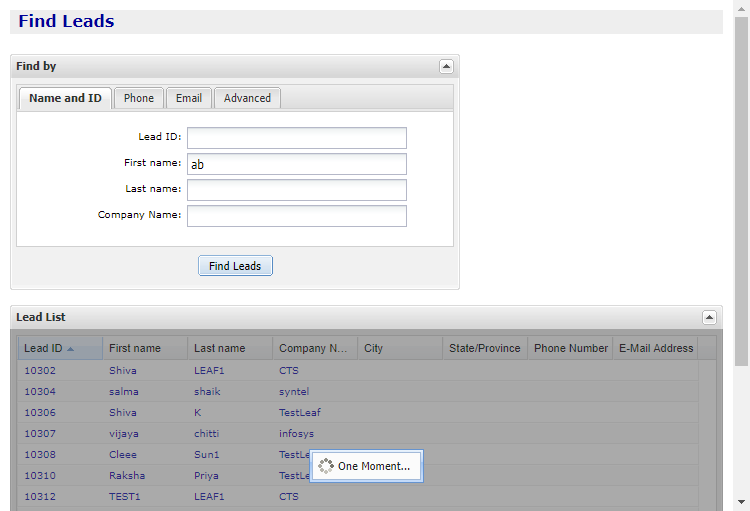 Find Leads
Find by
Name and ID Phone Email Advanced
Lead ID:
First name: ab
Last name:
Company Name:
Find Leads
Lead List
Lead ID First name Last name Company N... City State/Province Phone Number E-Mail Address
10302 Shiva LEAF1 CTS
10304 salma shaik syntel
10306 Shiva K TestLeaf
10307 vijaya chitti infosys
10308 Cleee Sun1 TestLe
One Moment...
10310 Raksha Priya TestLe
10312 TEST1 LEAF1 CTS